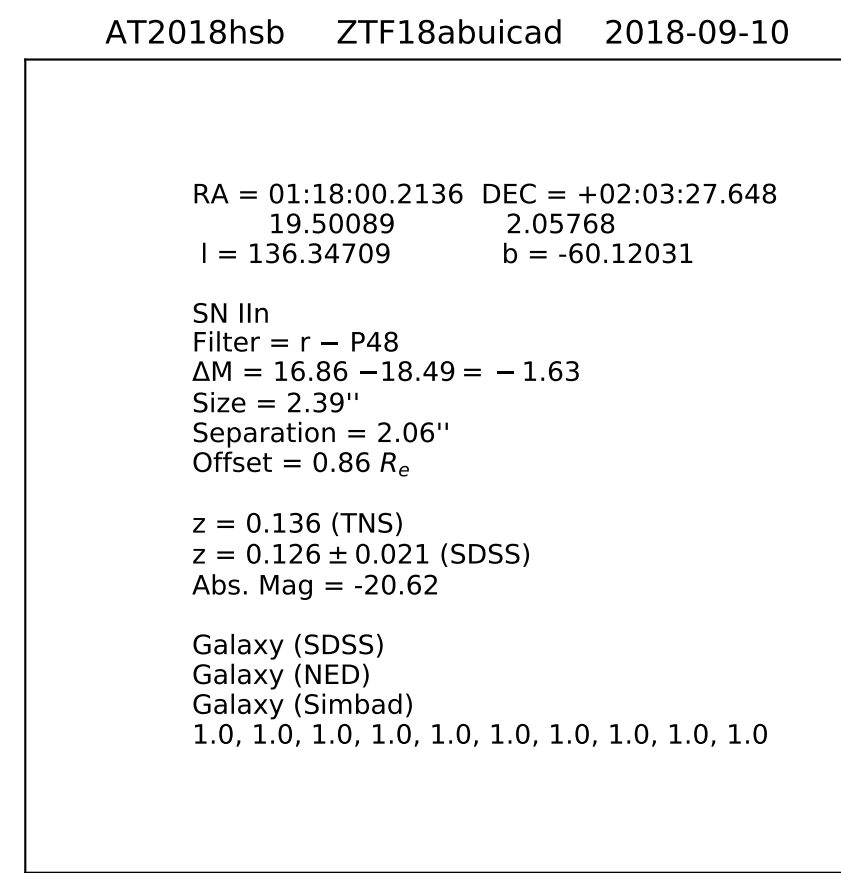 AT2018hsb ZTF18abuicad 2018-09-10
RA = 01:18:00.2136 DEC = +02:03:27.648
19.50089 2.05768
l = 136.34709 b = -60.12031
SN IIn
Filter = r − P48
ΔM = 16.86 −18.49 = − 1.63
Size = 2.39''
Separation = 2.06''
Offset = 0.86 Rₑ
z = 0.136 (TNS)
z = 0.126 ± 0.021 (SDSS)
Abs. Mag = -20.62
Galaxy (SDSS)
Galaxy (NED)
Galaxy (Simbad)
1.0, 1.0, 1.0, 1.0, 1.0, 1.0, 1.0, 1.0, 1.0, 1.0